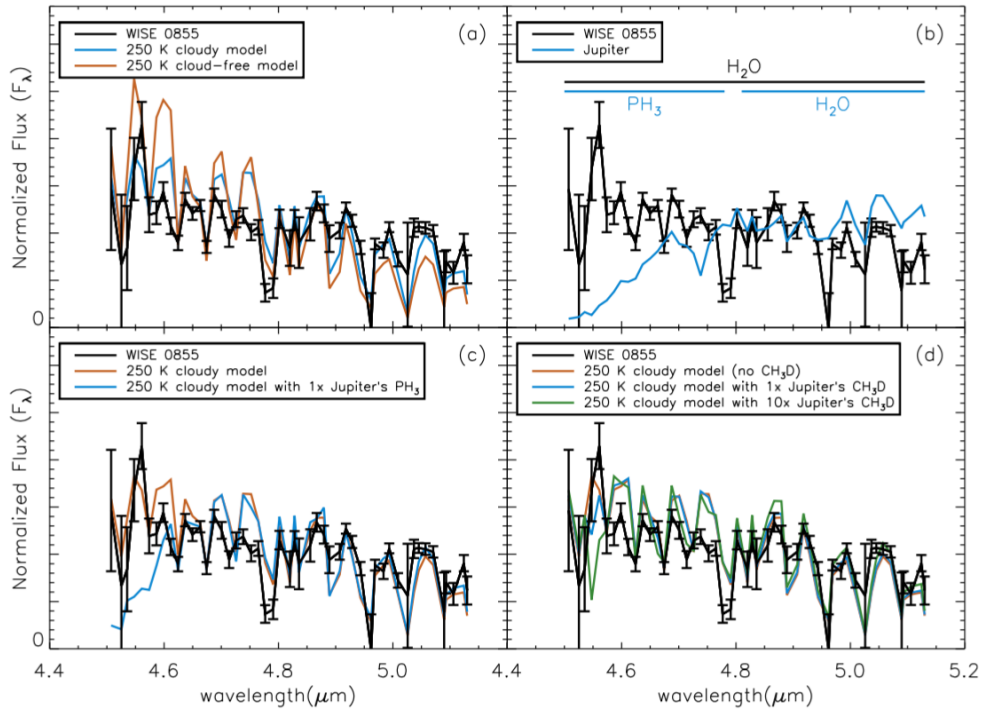 WISE 0855
250 K cloudy model
250 K cloud-free model
(a)
WISE 0855
Jupiter
(b)
H₂O
PH₃
H₂O
Normalized Flux (Fλ)
0
WISE 0855
250 K cloudy model
250 K cloudy model with 1x Jupiter's PH₃
(c)
WISE 0855
250 K cloudy model (no CH₃D)
250 K cloudy model with 1x Jupiter's CH₃D
250 K cloudy model with 10x Jupiter's CH₃D
(d)
Normalized Flux (Fλ)
0
4.4 4.6 4.8 5.0 4.4 4.6 4.8 5.0 5.2
wavelength(μm) wavelength(μm)